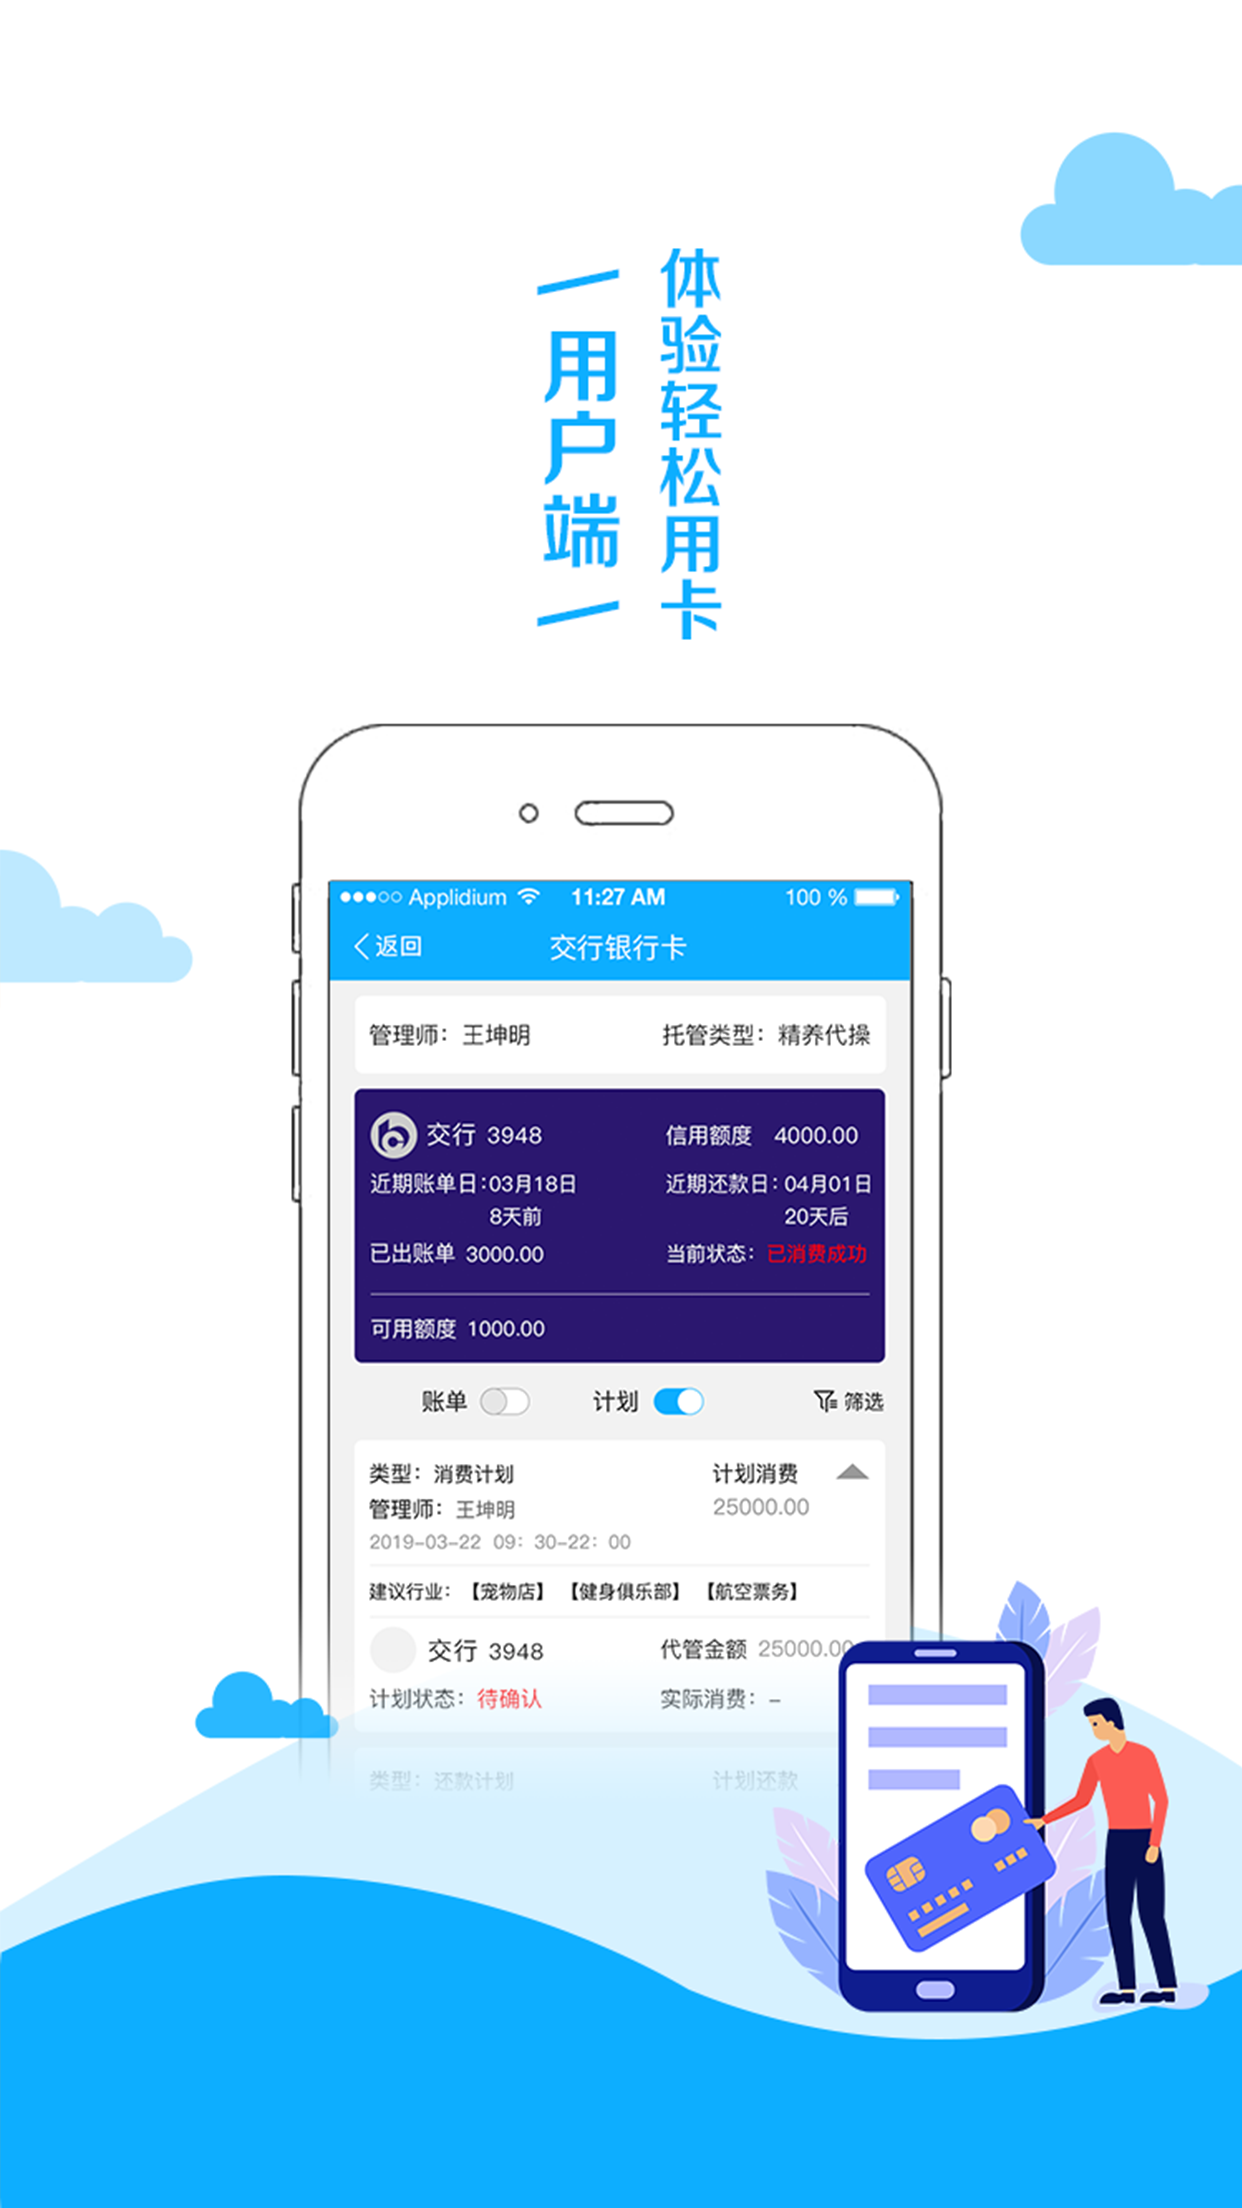 体验轻松用卡
用户端
Applidium 11:27 AM 100 %
返回 交行银行卡
管理师：王坤明 托管类型：精养代操
交行 3948 信用额度 4000.00
近期账单日:03月18日 近期还款日：04月01日
8天前 20天后
已出账单 3000.00 当前状态：已消费成功
可用额度 1000.00
账单 计划 筛选
类型：消费计划 计划消费
管理师：王坤明 25000.00
2019-03-22 09：30-22：00
建议行业：【宠物店】【健身俱乐部】【航空票务】
交行 3948 代管金额 25000.00
计划状态：待确认 实际消费：-
类型：还款计划 计划还款